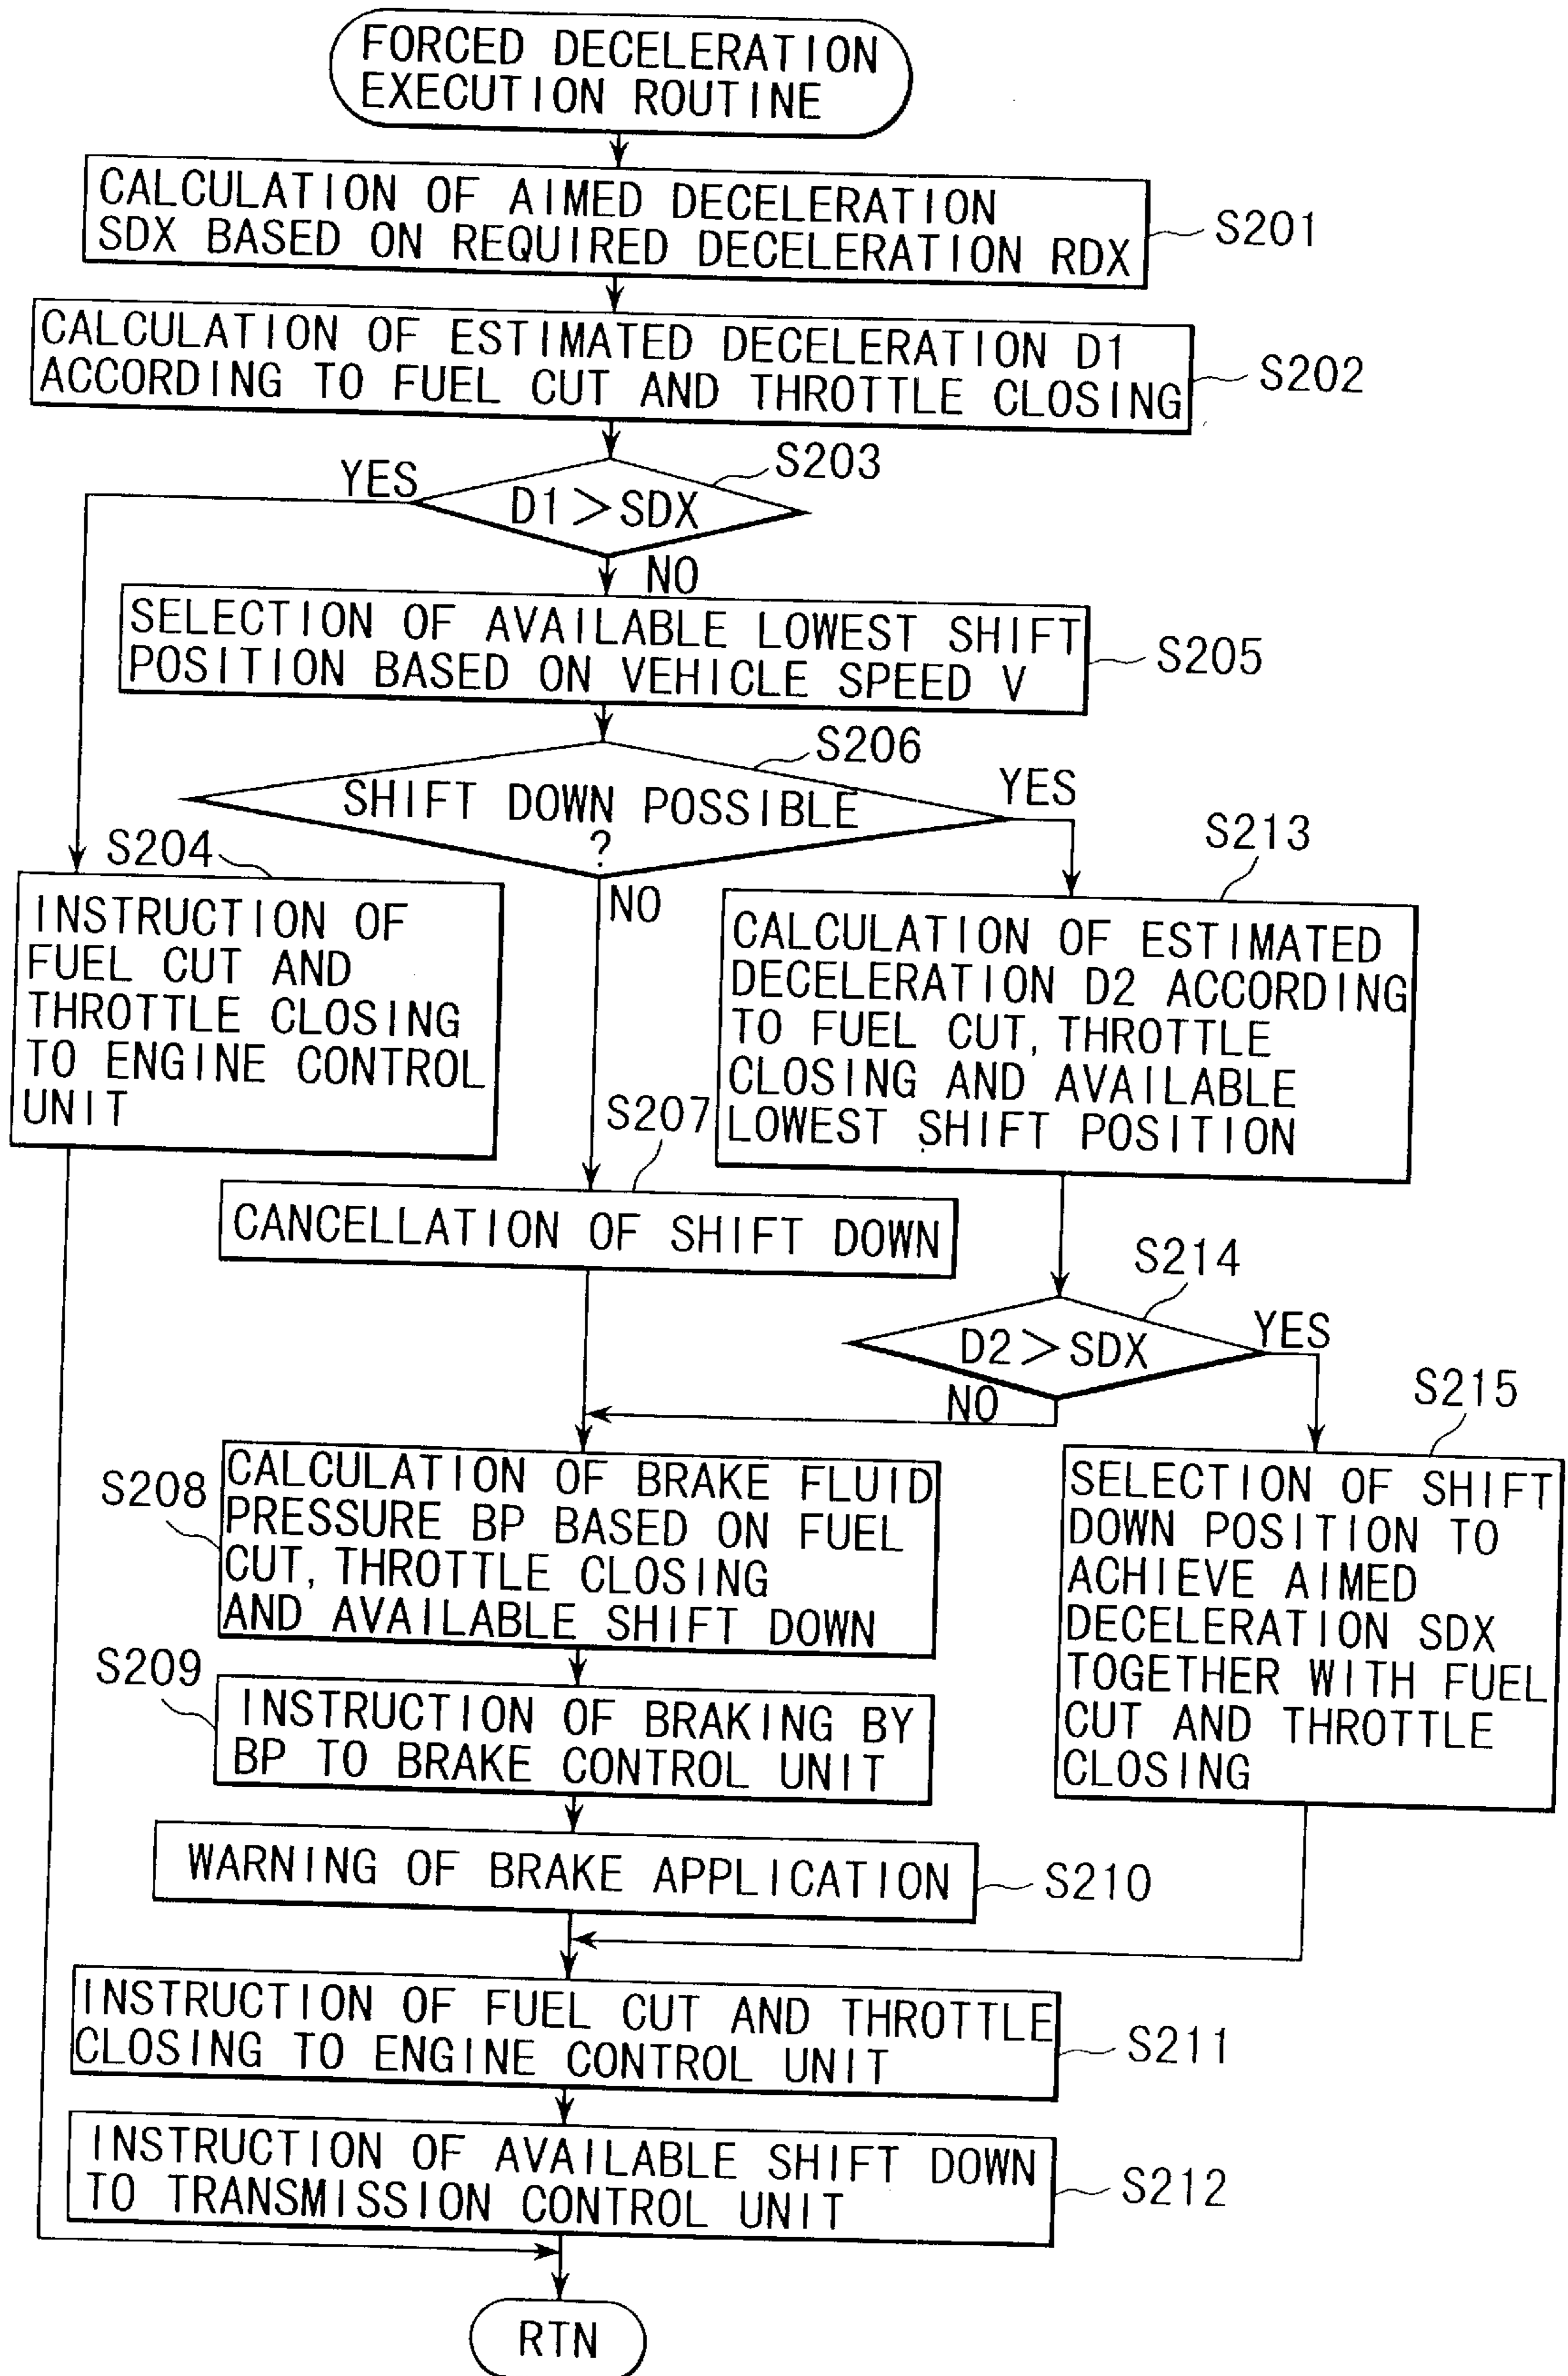 FORCED DECELERATION
EXECUTION ROUTINE
CALCULATION OF AIMED DECELERATION
SDX BASED ON REQUIRED DECELERATION RDX
S201
CALCULATION OF ESTIMATED DECELERATION D1
ACCORDING TO FUEL CUT AND THROTTLE CLOSING
S202
S203
YES
D1>SDX
NO
SELECTION OF AVAILABLE LOWEST SHIFT
POSITION BASED ON VEHICLE SPEED V
S205
S206
SHIFT DOWN POSSIBLE
?
YES
NO
S204
INSTRUCTION OF
FUEL CUT AND
THROTTLE CLOSING
TO ENGINE CONTROL
UNIT
S213
CALCULATION OF ESTIMATED
DECELERATION D2 ACCORDING
TO FUEL CUT, THROTTLE
CLOSING AND AVAILABLE
LOWEST SHIFT POSITION
S207
CANCELLATION OF SHIFT DOWN
S214
D2>SDX
YES
NO
S215
SELECTION OF SHIFT
DOWN POSITION TO
ACHIEVE AIMED
DECELERATION SDX
TOGETHER WITH FUEL
CUT AND THROTTLE
CLOSING
S208
CALCULATION OF BRAKE FLUID
PRESSURE BP BASED ON FUEL
CUT, THROTTLE CLOSING
AND AVAILABLE SHIFT DOWN
S209
INSTRUCTION OF BRAKING BY
BP TO BRAKE CONTROL UNIT
WARNING OF BRAKE APPLICATION
S210
INSTRUCTION OF FUEL CUT AND THROTTLE
CLOSING TO ENGINE CONTROL UNIT
S211
INSTRUCTION OF AVAILABLE SHIFT DOWN
TO TRANSMISSION CONTROL UNIT
S212
RTN